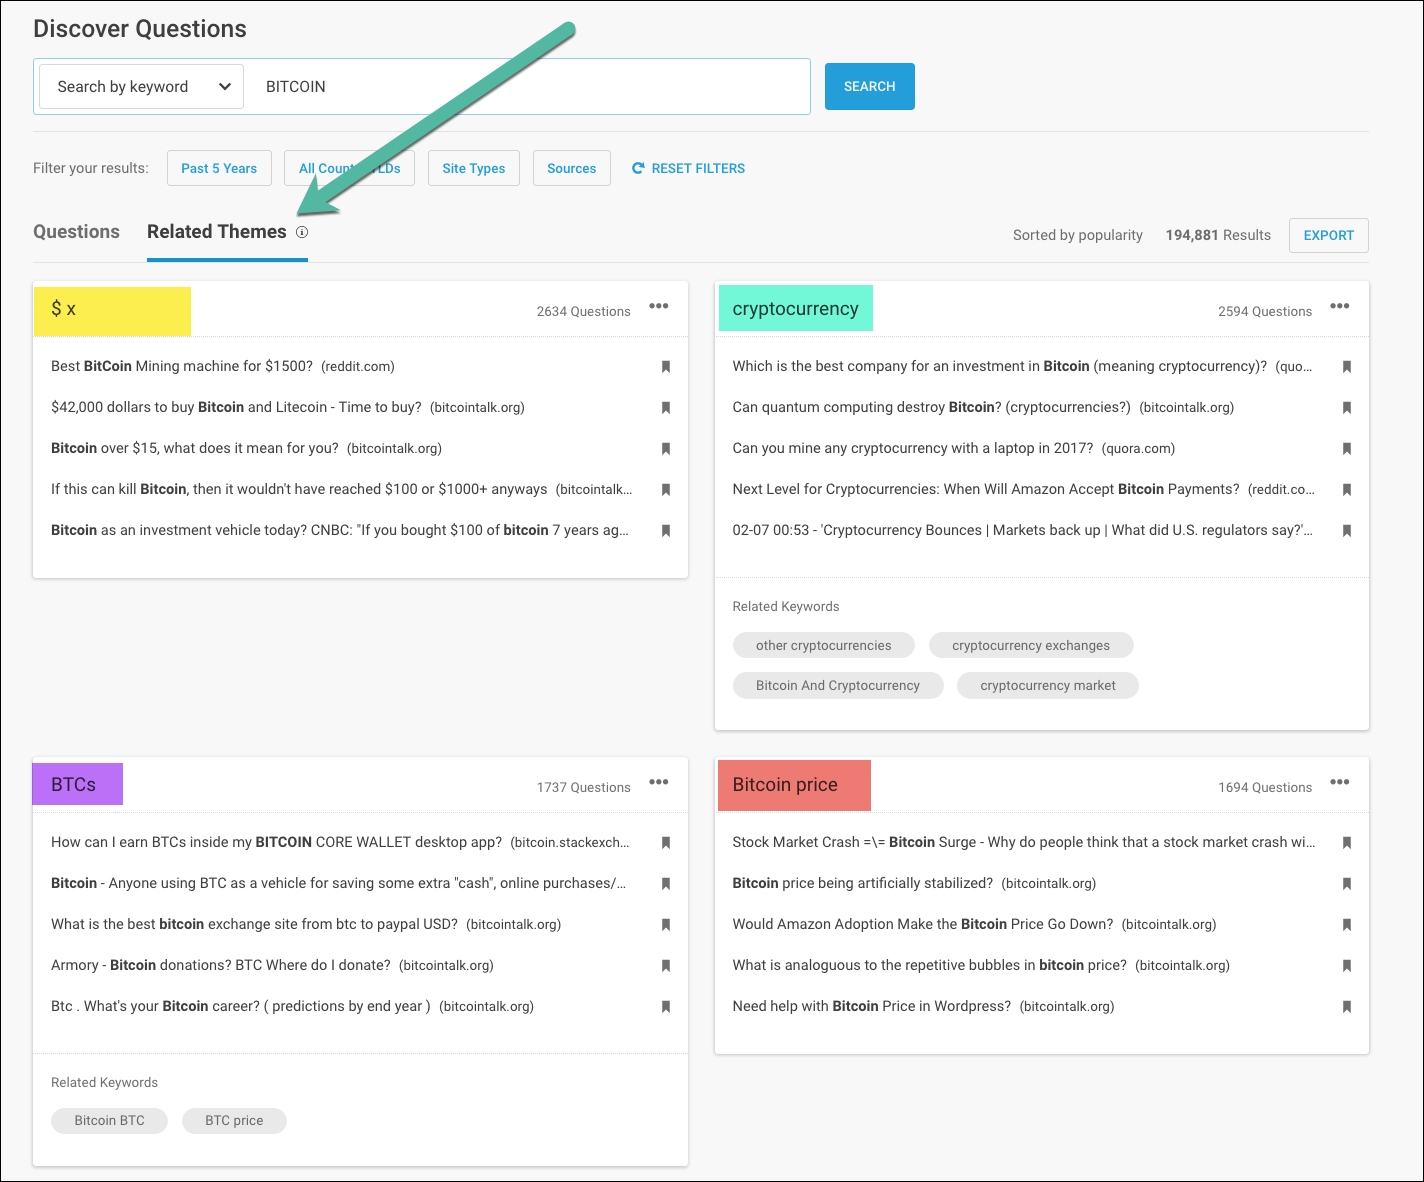 Discover Questions
Search by keyword BITCOIN SEARCH
Filter your results: Past 5 Years All Count LDs Site Types Sources RESET FILTERS
Questions Related Themes Sorted by popularity 194,881 Results EXPORT
$ x 2634 Questions
Best BitCoin Mining machine for $1500? (reddit.com)
$42,000 dollars to buy Bitcoin and Litecoin - Time to buy? (bitcointalk.org)
Bitcoin over $15, what does it mean for you? (bitcointalk.org)
If this can kill Bitcoin, then it wouldn't have reached $100 or $1000+ anyways (bitcointalk...
Bitcoin as an investment vehicle today? CNBC: "If you bought $100 of bitcoin 7 years ag...
cryptocurrency 2594 Questions
Which is the best company for an investment in Bitcoin (meaning cryptocurrency)? (quo...
Can quantum computing destroy Bitcoin? (cryptocurrencies?) (bitcointalk.org)
Can you mine any cryptocurrency with a laptop in 2017? (quora.com)
Next Level for Cryptocurrencies: When Will Amazon Accept Bitcoin Payments? (reddit.co...
02-07 00:53 - 'Cryptocurrency Bounces | Markets back up | What did U.S. regulators say?'...
Related Keywords
other cryptocurrencies cryptocurrency exchanges
Bitcoin And Cryptocurrency cryptocurrency market
BTCs 1737 Questions
How can I earn BTCs inside my BITCOIN CORE WALLET desktop app? (bitcoin.stackexch...
Bitcoin - Anyone using BTC as a vehicle for saving some extra "cash", online purchases/...
What is the best bitcoin exchange site from btc to paypal USD? (bitcointalk.org)
Armory - Bitcoin donations? BTC Where do I donate? (bitcointalk.org)
Btc . What's your Bitcoin career? ( predictions by end year ) (bitcointalk.org)
Related Keywords
Bitcoin BTC BTC price
Bitcoin price 1694 Questions
Stock Market Crash =\= Bitcoin Surge - Why do people think that a stock market crash wi...
Bitcoin price being artificially stabilized? (bitcointalk.org)
Would Amazon Adoption Make the Bitcoin Price Go Down? (bitcointalk.org)
What is analoguous to the repetitive bubbles in bitcoin price? (bitcointalk.org)
Need help with Bitcoin Price in Wordpress? (bitcointalk.org)